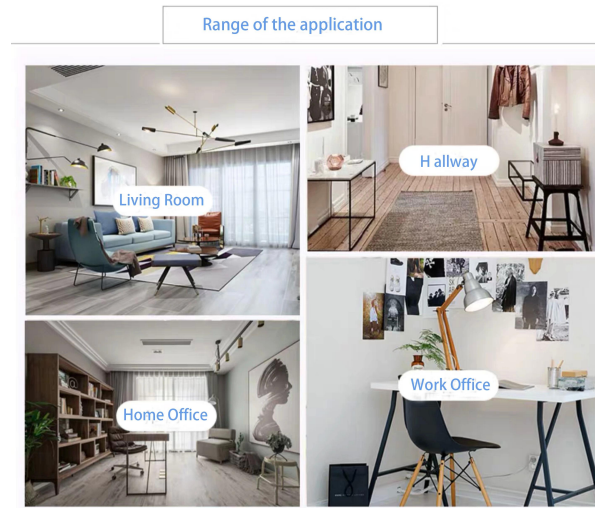 Range of the application
Living Room
H allway
Home Office
Work Office